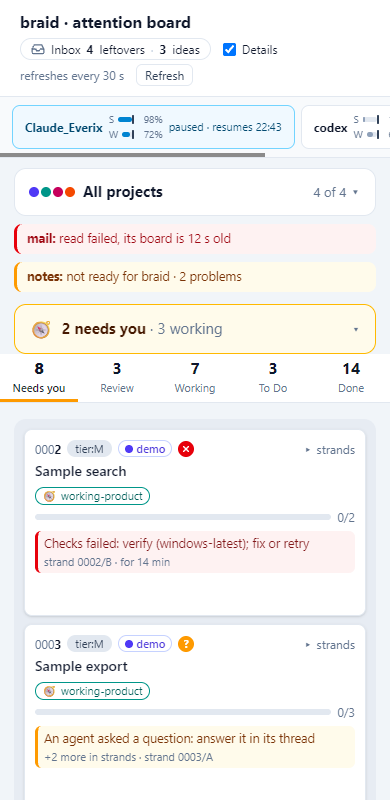 braid · attention board
Inbox 4 leftovers · 3 ideas
Details
refreshes every 30 s
Refresh
Claude_Everix S 98% W 72% paused · resumes 22:43
codex S W
All projects 4 of 4
mail: read failed, its board is 12 s old
notes: not ready for braid · 2 problems
2 needs you · 3 working
8 3 7 3 14
Needs you Review Working To Do Done
0002 tier:M demo strands
Sample search
working-product
0/2
Checks failed: verify (windows-latest); fix or retry
strand 0002/B · for 14 min
0003 tier:M demo ? strands
Sample export
working-product
0/3
An agent asked a question: answer it in its thread
+2 more in strands · strand 0003/A